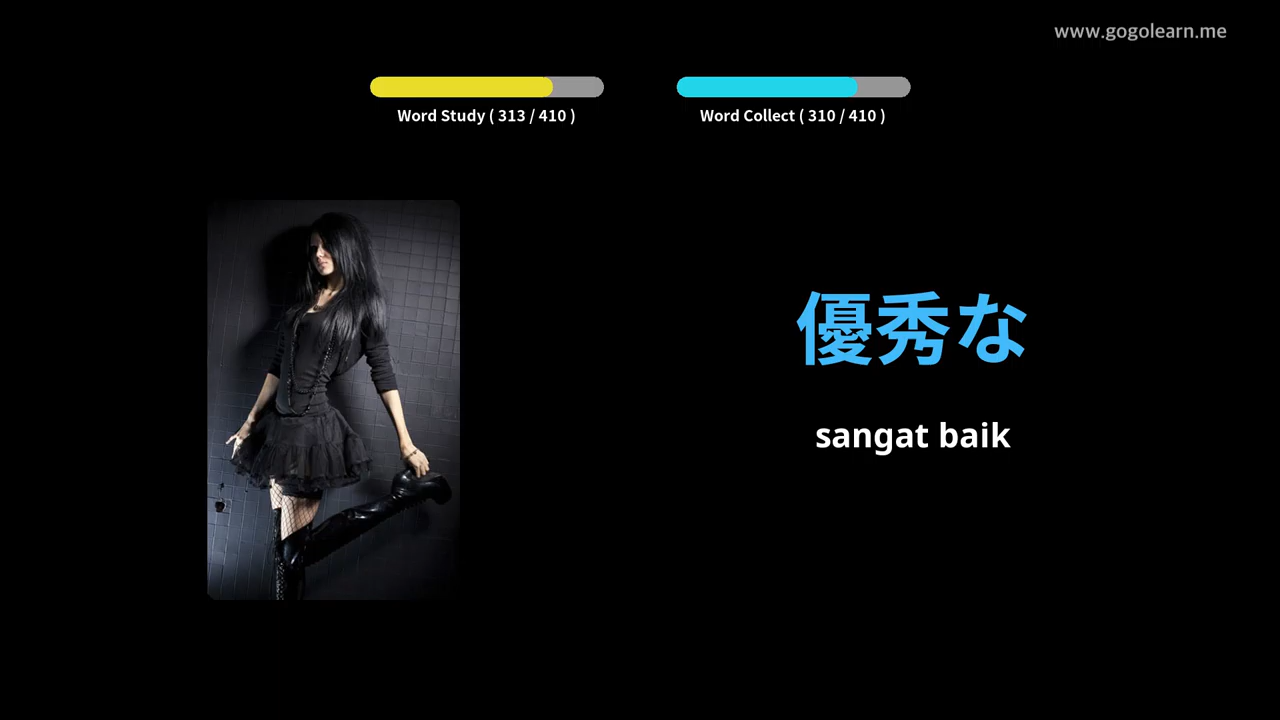 www.gogolearn.me
Word Study ( 313 / 410 )
Word Collect ( 310 / 410 )
優秀な
sangat baik